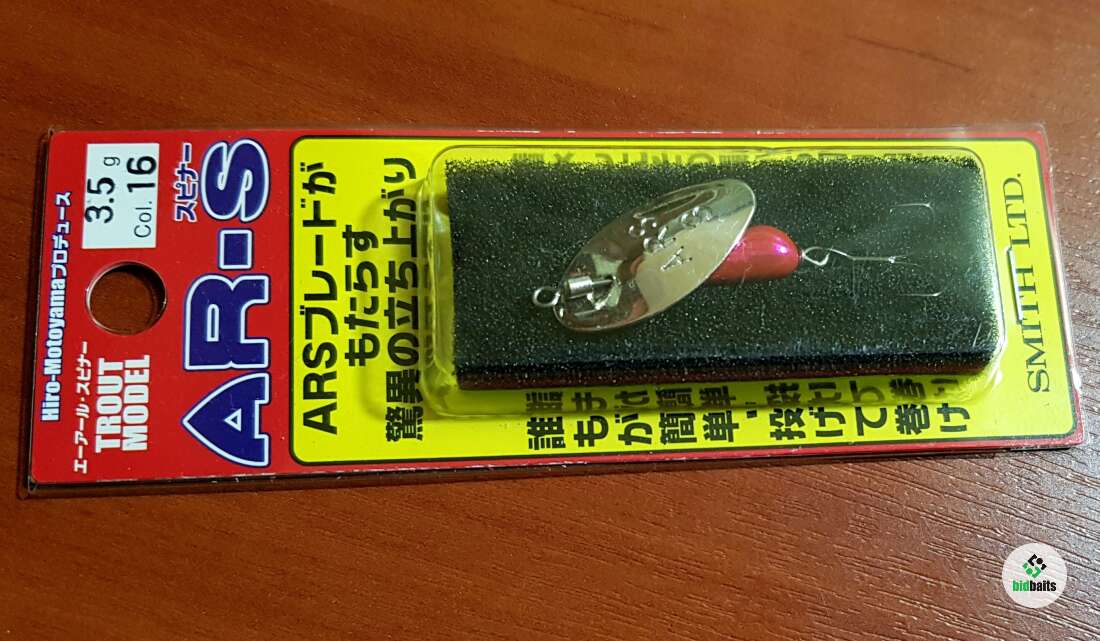 Hiro-Motoyamaプロデュース
3.5 g
Col. 16
エーアール・スピナー
TROUT
MODEL
AR-S
スピナー
ARSブレードが
もたらす
驚異の立ち上がり
誰もが簡単
投げて巻け
ARS
SMITH LTD.
bidbaits